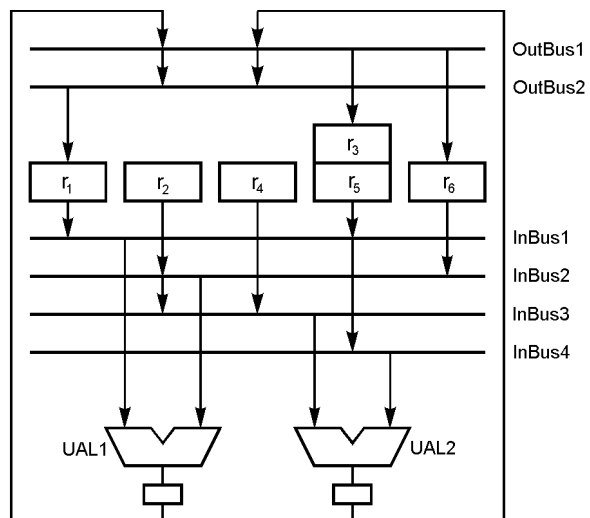 OutBus1
OutBus2
r3
r1
r2
r4
r5
r6
InBus1
InBus2
InBus3
InBus4
UAL1
UAL2